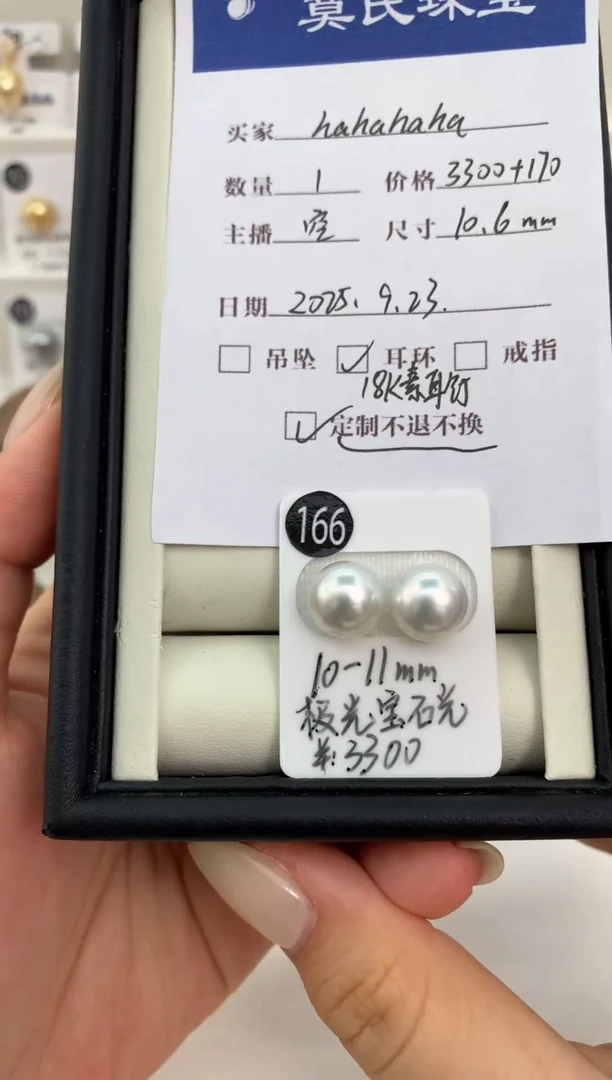 莫氏珠宝
买家 hahahaha
数量 1 价格 3300+170
主播 空 尺寸 10.6mm
日期 2025.9.23.
吊坠 耳环 戒指
18K素耳钉
定制不退不换
166
10-11mm
极光宝石光
¥:3300